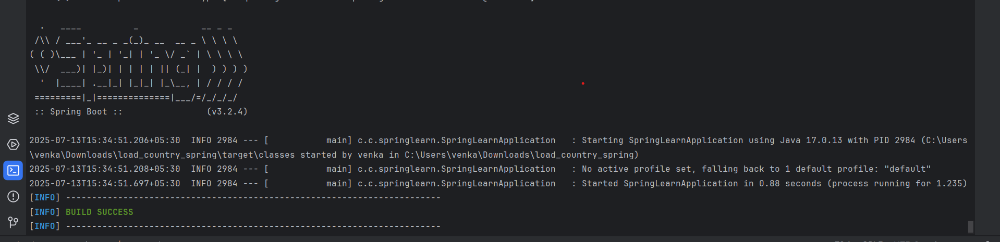 .   ____          _            __ _ _
 /\\ / ___'_ __ _ _(_)_ __  __ _ \ \ \ \
( ( )\___ | '_ | '_| | '_ \/ _` | \ \ \ \
 \\/  ___)| |_)| | | | | || (_| |  ) ) ) )
  '  |____| .__|_| |_|_| |_\__, | / / / /
 =========|_|==============|___/=/_/_/_/
 :: Spring Boot ::                (v3.2.4)
2025-07-13T15:34:51.206+05:30  INFO 2984 --- [           main] c.c.springlearn.SpringLearnApplication   : Starting SpringLearnApplication using Java 17.0.13 with PID 2984 (C:\Users
\venka\Downloads\load_country_spring\target\classes started by venka in C:\Users\venka\Downloads\load_country_spring)
2025-07-13T15:34:51.208+05:30  INFO 2984 --- [           main] c.c.springlearn.SpringLearnApplication   : No active profile set, falling back to 1 default profile: "default"
2025-07-13T15:34:51.697+05:30  INFO 2984 --- [           main] c.c.springlearn.SpringLearnApplication   : Started SpringLearnApplication in 0.88 seconds (process running for 1.235)
[INFO] ------------------------------------------------------------------------
[INFO] BUILD SUCCESS
[INFO] ------------------------------------------------------------------------